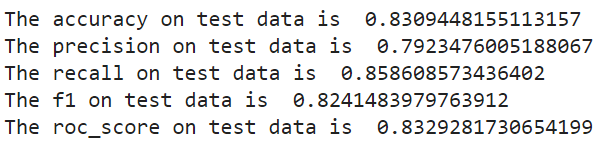 The accuracy on test data is  0.8309448155113157
The precision on test data is  0.7923476005188067
The recall on test data is  0.858608573436402
The f1 on test data is  0.8241483979763912
The roc_score on test data is  0.8329281730654199